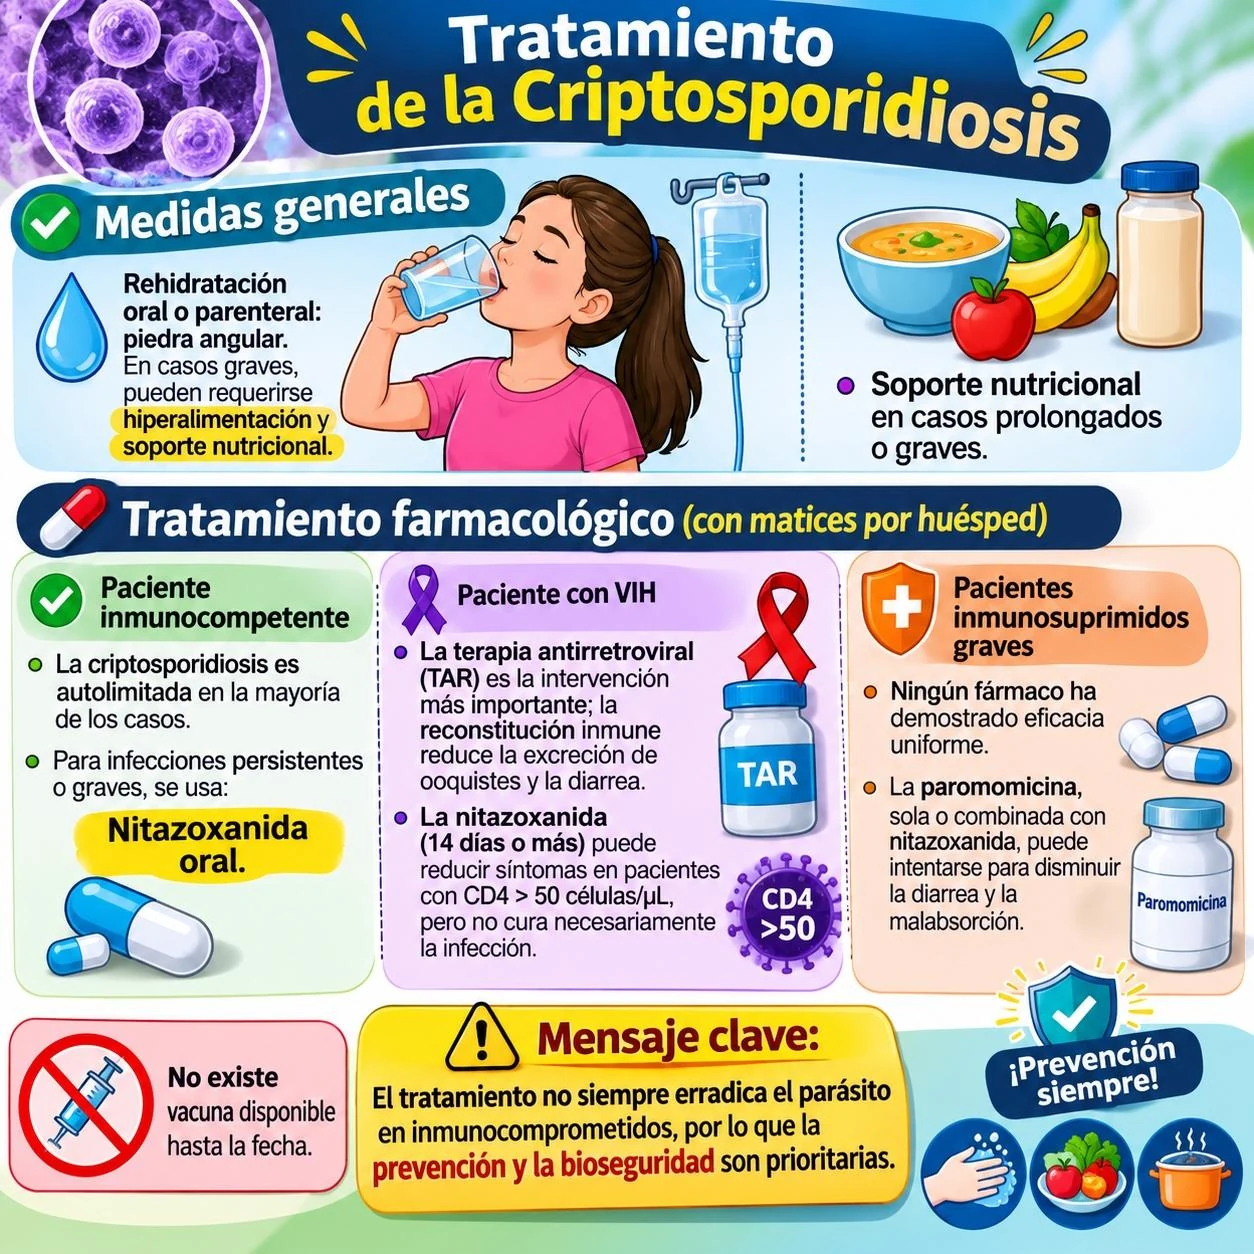 Tratamiento
de la Criptosporidiosis
Medidas generales
Rehidratación
oral o parenteral:
piedra angular.
En casos graves,
pueden requerirse
hiperalimentación y
soporte nutricional.
Soporte nutricional
en casos prolongados
o graves.
Tratamiento farmacológico (con matices por huésped)
Paciente
inmunocompetente
La criptosporidiosis es
autolimitada en la mayoría
de los casos.
Para infecciones persistentes
o graves, se usa:
Nitazoxanida
oral.
Paciente con VIH
La terapia antirretroviral
(TAR) es la intervención
más importante; la
reconstitución inmune
reduce la excreción de
ooquistes y la diarrea.
TAR
La nitazoxanida
(14 días o más) puede
reducir síntomas en pacientes
con CD4 > 50 células/µL,
pero no cura necesariamente
la infección.
CD4
>50
Pacientes
inmunosuprimidos
graves
Ningún fármaco ha
demostrado eficacia
uniforme.
La paromomicina,
sola o combinada con
nitazoxanida, puede
intentarse para disminuir
la diarrea y la
malabsorción.
Paromomicina
No existe
vacuna disponible
hasta la fecha.
Mensaje clave:
El tratamiento no siempre erradica el parásito
en inmunocomprometidos, por lo que la
prevención y la bioseguridad son prioritarias.
¡Prevención
siempre!